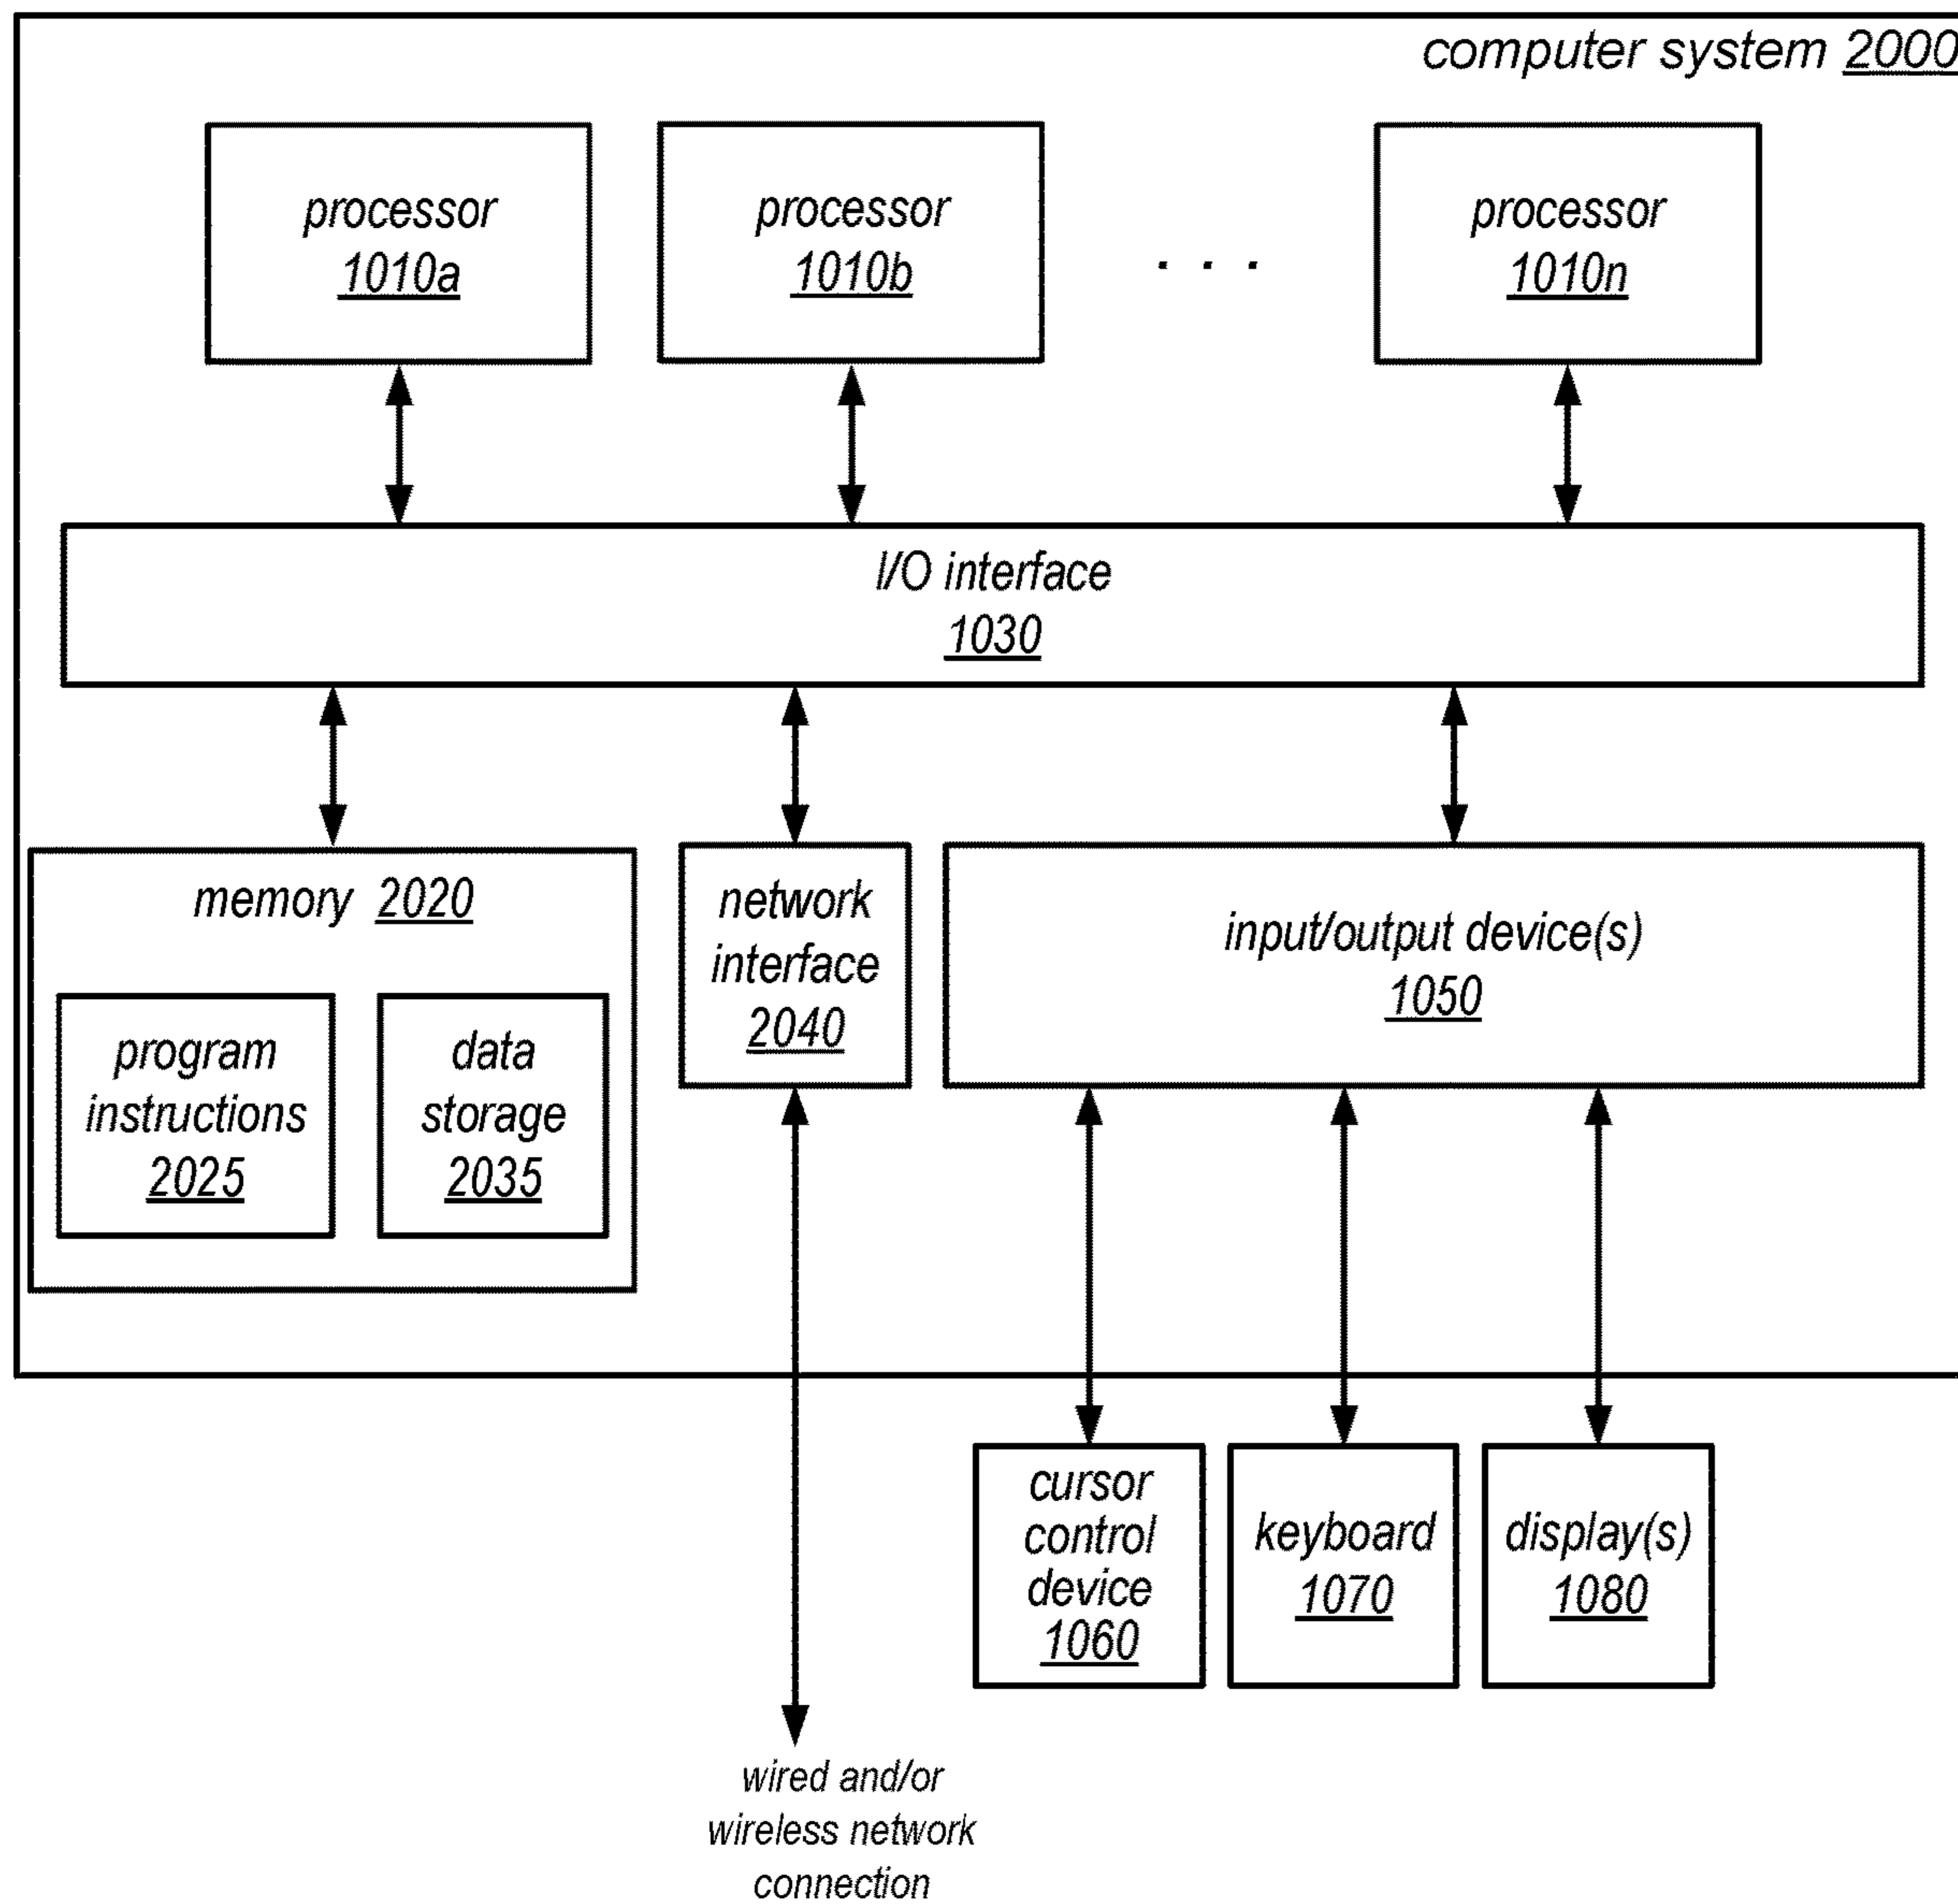 computer system 2000
processor
1010a
processor
1010b
. . .
processor
1010n
I/O interface
1030
memory 2020
program
instructions
2025
data
storage
2035
network
interface
2040
input/output device(s)
1050
cursor
control
device
1060
keyboard
1070
display(s)
1080
wired and/or
wireless network
connection